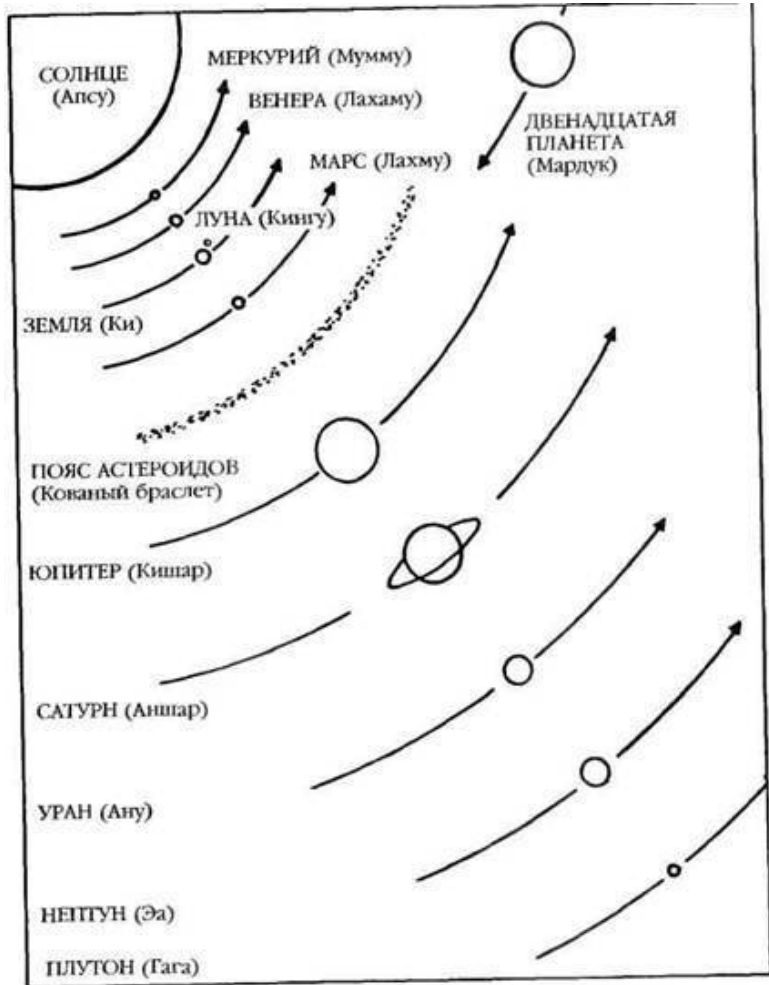 СОЛНЦЕ
(Апсу)
МЕРКУРИЙ (Мумму)
ВЕНЕРА (Лахаму)
МАРС (Лахму)
ДВЕНАДЦАТАЯ
ПЛАНЕТА
(Мардук)
ЛУНА (Кингу)
ЗЕМЛЯ (Ки)
ПОЯС АСТЕРОИДОВ
(Кованый браслет)
ЮПИТЕР (Кишар)
САТУРН (Аншар)
УРАН (Ану)
НЕПТУН (Эа)
ПЛУТОН (Гага)